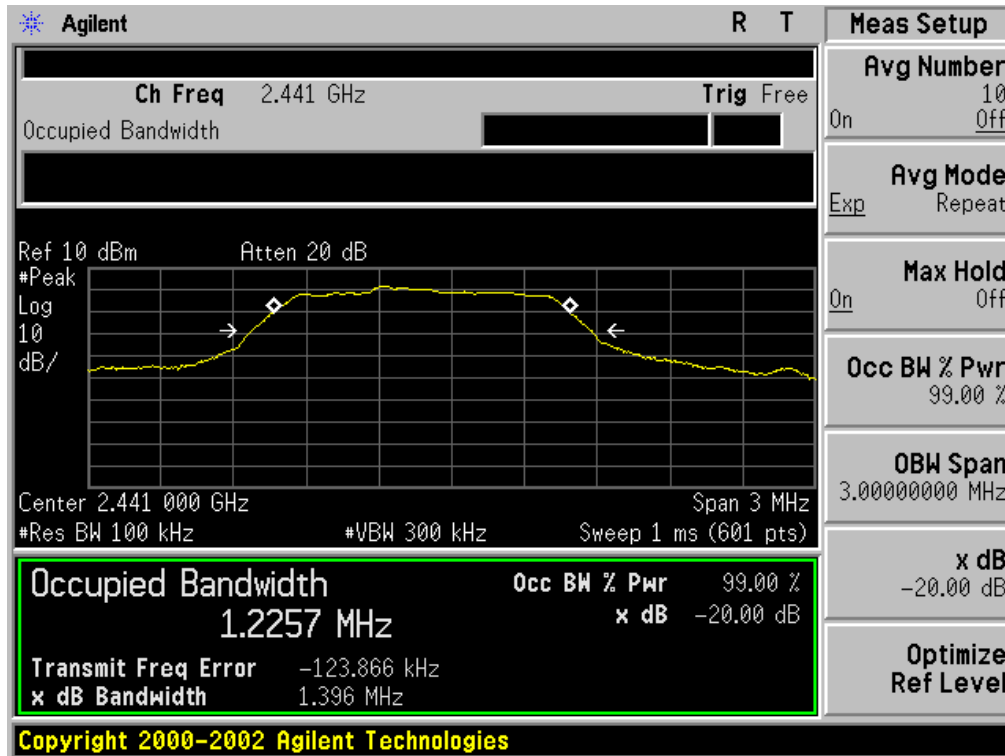 Agilent R T
Ch Freq 2.441 GHz Trig Free
Occupied Bandwidth
Ref 10 dBm Atten 20 dB
#Peak
Log
10
dB/
Center 2.441 000 GHz Span 3 MHz
#Res BW 100 kHz #VBW 300 kHz Sweep 1 ms (601 pts)
Occupied Bandwidth
1.2257 MHz
Occ BW % Pwr 99.00 %
x dB -20.00 dB
Transmit Freq Error -123.866 kHz
x dB Bandwidth 1.396 MHz
Meas Setup
Avg Number
10
On Off
Avg Mode
Exp Repeat
Max Hold
On Off
Occ BW % Pwr
99.00 %
OBW Span
3.00000000 MHz
x dB
-20.00 dB
Optimize
Ref Level
Copyright 2000-2002 Agilent Technologies